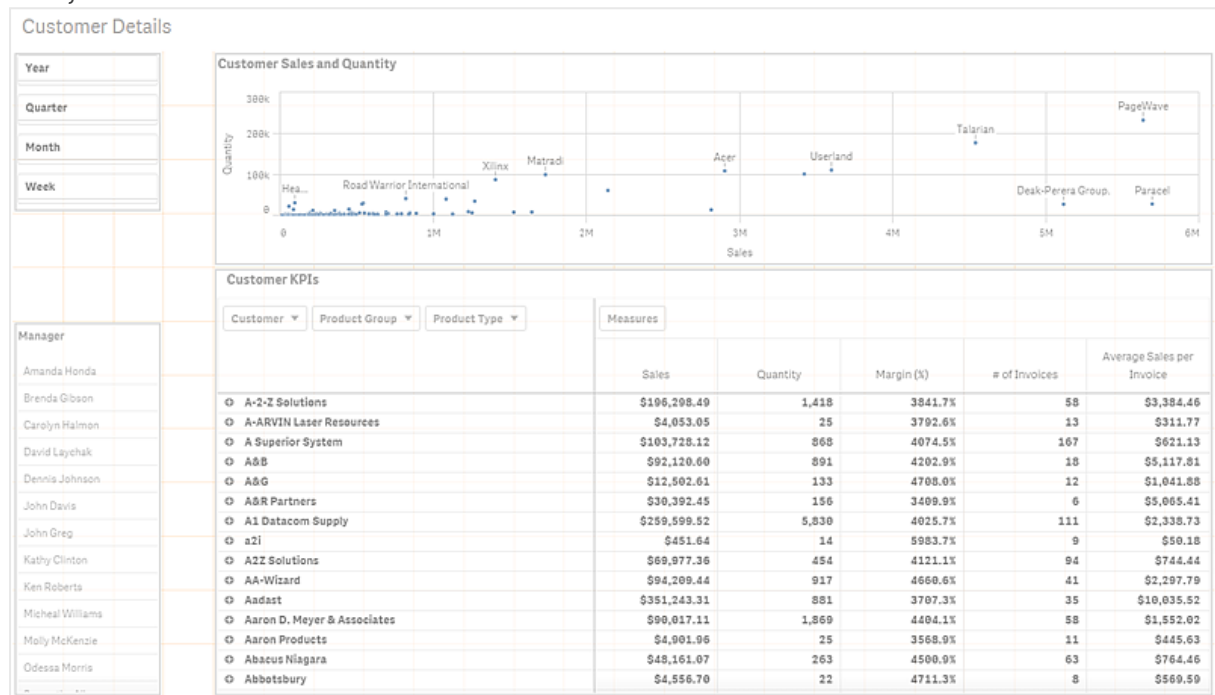 Customer Details
Year
Quarter
Month
Week
Manager
Amanda Honda
Brenda Gibson
Carolyn Halmon
David Laychak
Dennis Johnson
John Davis
John Greg
Kathy Clinton
Ken Roberts
Micheal Williams
Molly McKenzie
Odessa Morris
Customer Sales and Quantity
Quantity
300k
200k
100k
0
PageWave
Talarian
Acer
Userland
Xilinx
Matradi
Hea...
Road Warrior International
Deak-Perera Group.
Paracel
0 1M 2M 3M 4M 5M 6M
Sales
Customer KPIs
Customer Product Group Product Type Measures
Sales Quantity Margin (%) # of Invoices Average Sales per Invoice
A-2-Z Solutions $196,298.49 1,418 3841.7% 58 $3,384.46
A-ARVIN Laser Resources $4,053.05 25 3792.6% 13 $311.77
A Superior System $103,728.12 868 4074.5% 167 $621.13
A&B $92,120.60 891 4202.9% 18 $5,117.81
A&G $12,502.61 133 4708.0% 12 $1,041.88
A&R Partners $30,392.45 156 3409.9% 6 $5,065.41
A1 Datacom Supply $259,599.52 5,830 4025.7% 111 $2,338.73
a2i $451.64 14 5983.7% 9 $50.18
A2Z Solutions $69,977.36 454 4121.1% 94 $744.44
AA-Wizard $94,209.44 917 4660.6% 41 $2,297.79
Aadast $351,243.31 881 3707.3% 35 $10,035.52
Aaron D. Meyer & Associates $90,017.11 1,869 4404.1% 58 $1,552.02
Aaron Products $4,901.96 25 3568.9% 11 $445.63
Abacus Niagara $48,161.07 263 4500.9% 63 $764.46
Abbotsbury $4,556.70 22 4711.3% 8 $569.59